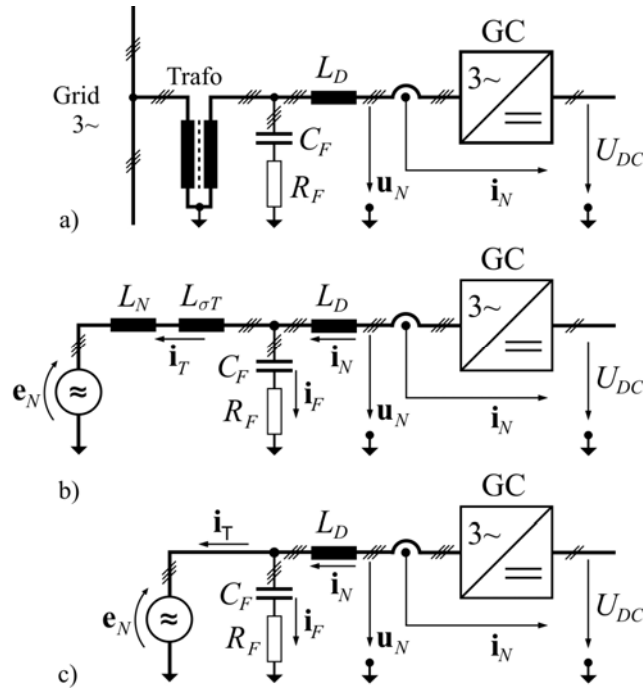 GC
Trafo
L_D
3~
Grid
3~
C_F
R_F
u_N
i_N
U_DC
a)
GC
L_N
L_σT
L_D
3~
i_T
i_N
C_F
i_F
e_N
≈
R_F
u_N
i_N
U_DC
b)
GC
i_T
L_D
3~
i_N
C_F
i_F
e_N
≈
R_F
u_N
i_N
U_DC
c)